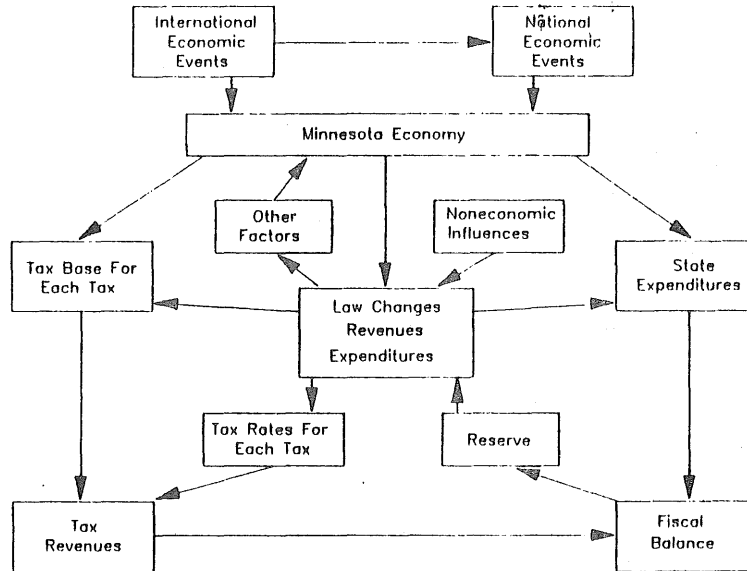 International
Economic
Events
National
Economic
Events
Minnesota Economy
Other
Factors
Noneconomic
Influences
Tax Base For
Each Tax
State
Expenditures
Law Changes
Revenues
Expenditures
Tax Rates For
Each Tax
Reserve
Tax
Revenues
Fiscal
Balance